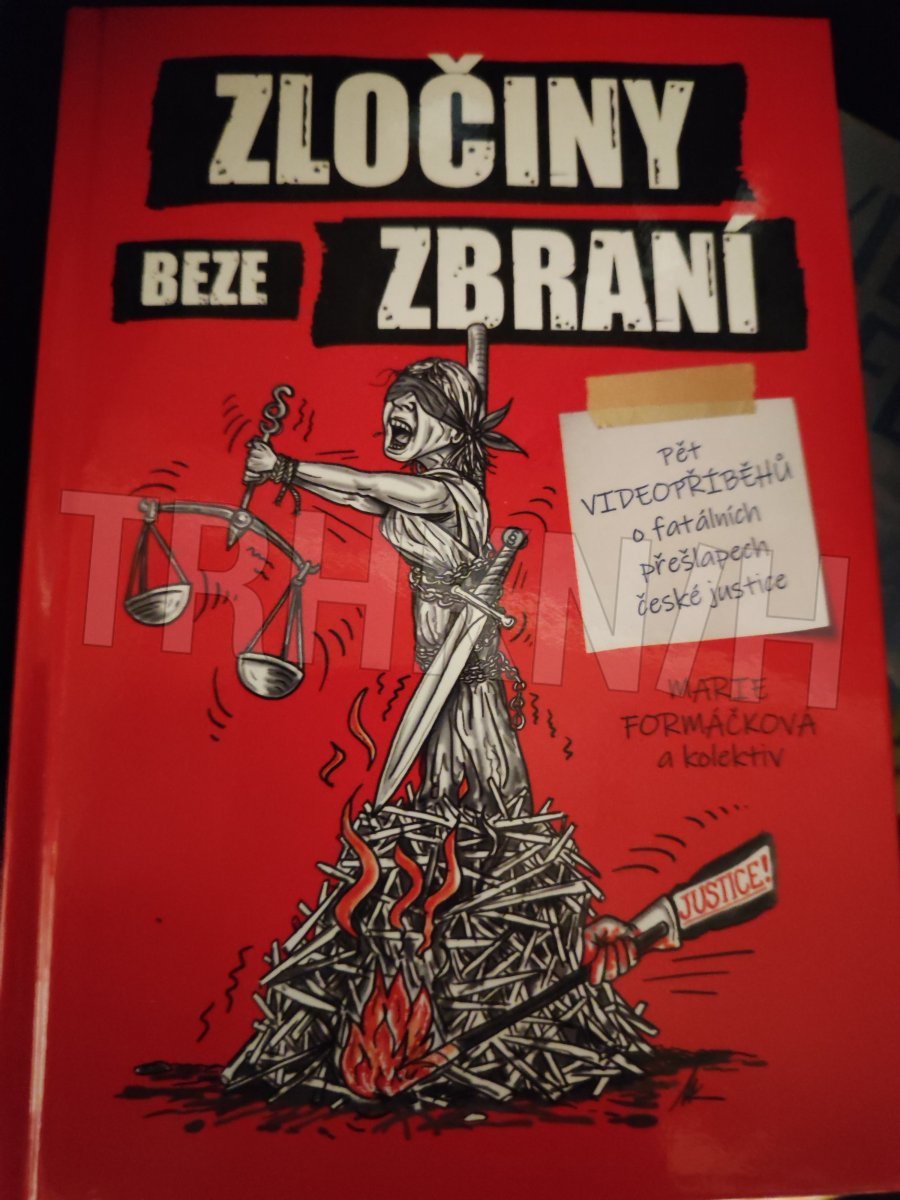 ZLOČINY
BEZE ZBRANÍ
Pět
VIDEOPŘÍBĚHŮ
o fatálních
přešlapech
české justice
MARIE
FORMÁČKOVÁ
a kolektiv
JUSTICE!